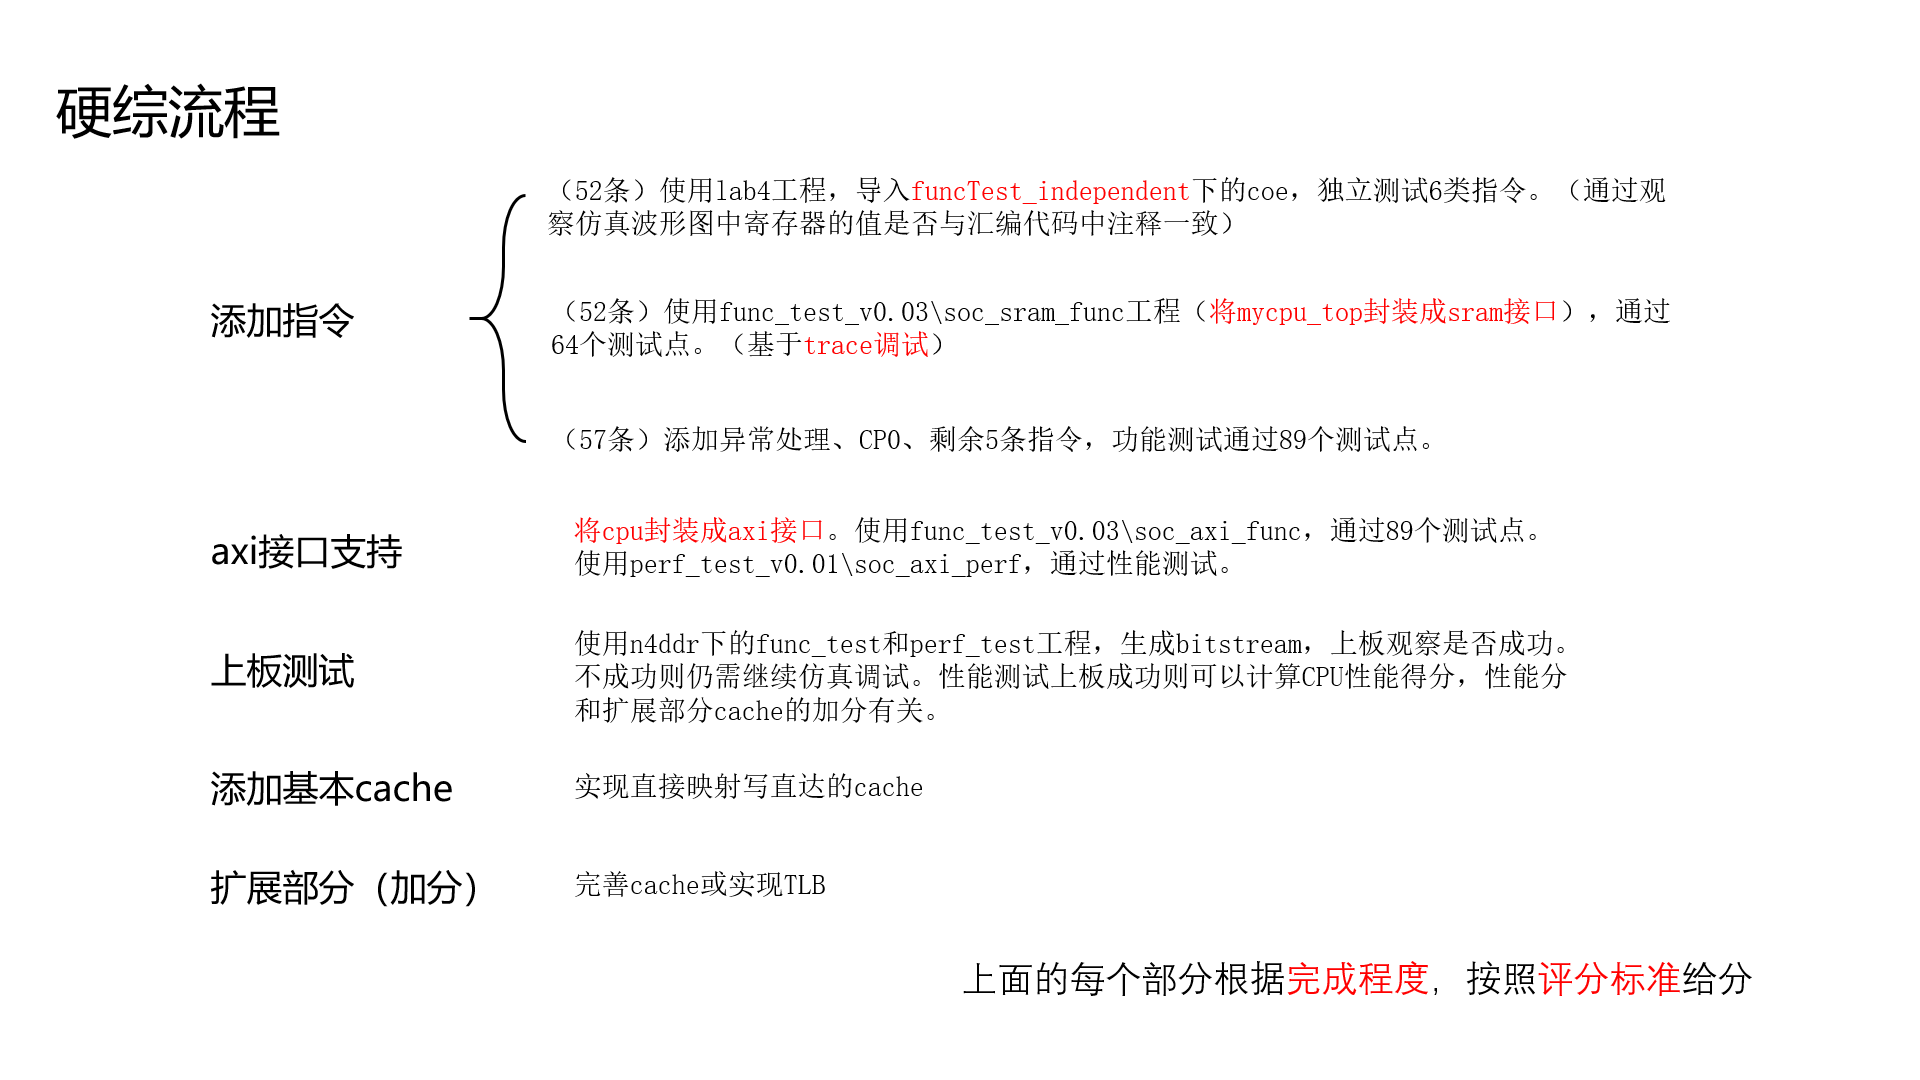 硬综流程
（52条）使用lab4工程，导入funcTest_independent下的coe，独立测试6类指令。（通过观
察仿真波形图中寄存器的值是否与汇编代码中注释一致）
添加指令
（52条）使用func_test_v0.03\soc_sram_func工程（将mycpu_top封装成sram接口），通过
64个测试点。（基于trace调试）
（57条）添加异常处理、CP0、剩余5条指令，功能测试通过89个测试点。
axi接口支持
将cpu封装成axi接口。使用func_test_v0.03\soc_axi_func，通过89个测试点。
使用perf_test_v0.01\soc_axi_perf，通过性能测试。
上板测试
使用n4ddr下的func_test和perf_test工程，生成bitstream，上板观察是否成功。
不成功则仍需继续仿真调试。性能测试上板成功则可以计算CPU性能得分，性能分
和扩展部分cache的加分有关。
添加基本cache
实现直接映射写直达的cache
扩展部分（加分）
完善cache或实现TLB
上面的每个部分根据完成程度，按照评分标准给分